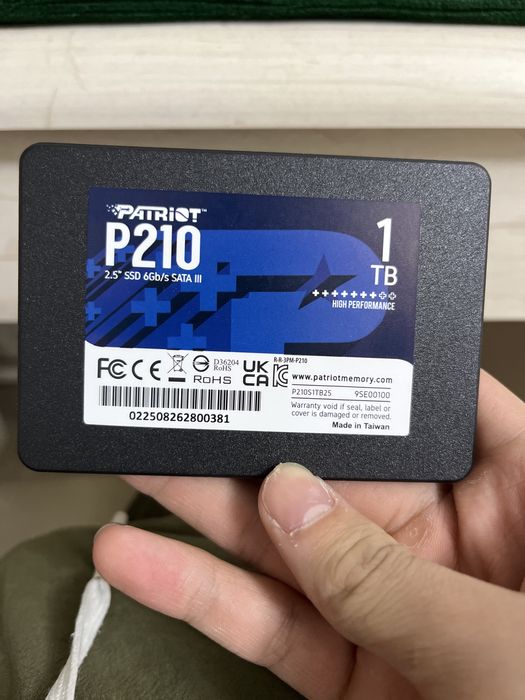 PATRIOT™
P210
2.5" SSD 6Gb/s SATA III
1
TB
HIGH PERFORMANCE
FC CE D36204 RoHS UK CA R-R-3PM-P210
RoHS
www.patriotmemory.com
P210S1TB25 9SE00100
Warranty void if seal, label or
cover is damaged or removed.
Made in Taiwan
022508262800381